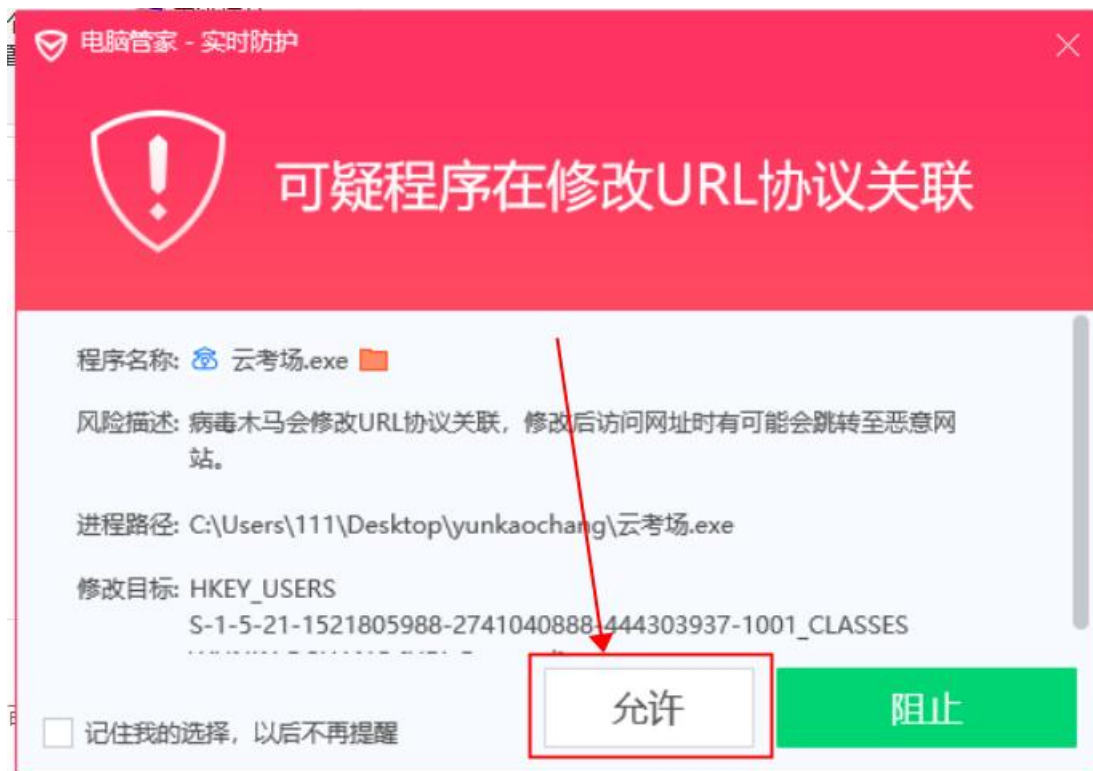 电脑管家 - 实时防护
可疑程序在修改URL协议关联
程序名称: 云考场.exe
风险描述: 病毒木马会修改URL协议关联，修改后访问网址时有可能会跳转至恶意网
站。
进程路径: C:\Users\111\Desktop\yunkaochang\云考场.exe
修改目标: HKEY_USERS
S-1-5-21-1521805988-2741040888-444303937-1001_CLASSES
记住我的选择，以后不再提醒
允许
阻止